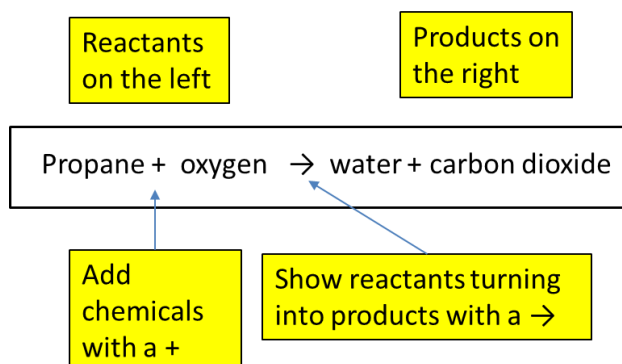 Reactants
on the left
Products on
the right
Propane + oxygen → water + carbon dioxide
Add
chemicals
with a +
Show reactants turning
into products with a →